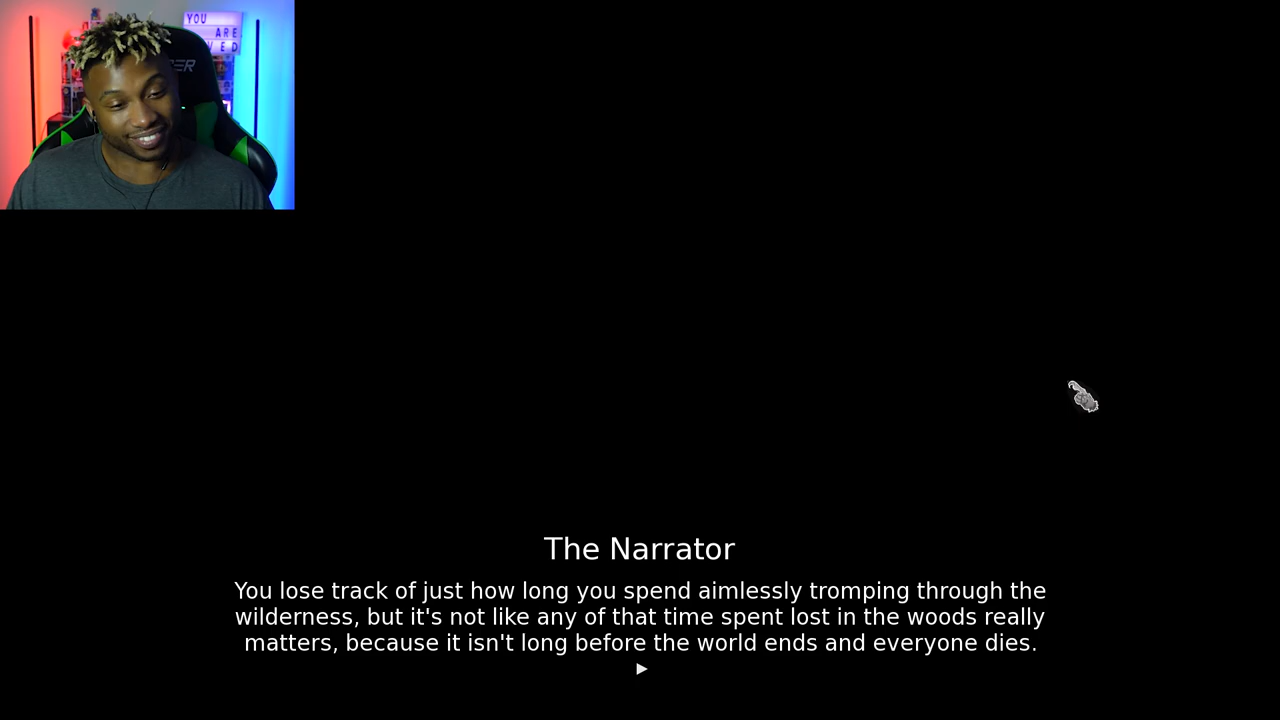 YOU
ARE
VED
The Narrator
You lose track of just how long you spend aimlessly tromping through the
wilderness, but it's not like any of that time spent lost in the woods really
matters, because it isn't long before the world ends and everyone dies.